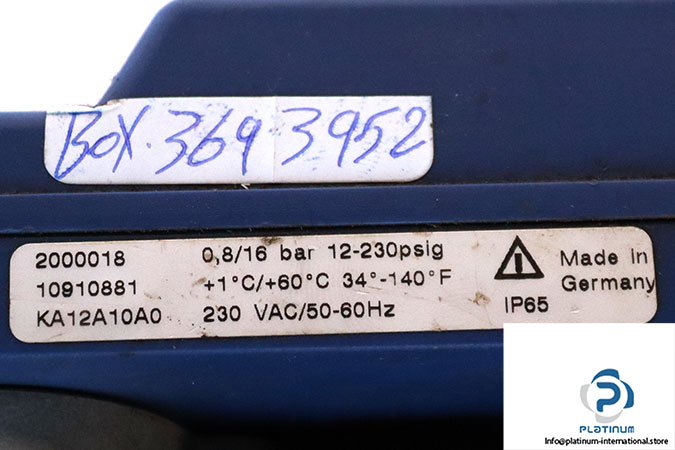 BOX.369 3952
2000018 0,8/16 bar 12-230psig
10910881 +1°C/+60°C 34°-140°F
KA12A10A0 230 VAC/50-60Hz
IP65
Made in
Germany
PLATINUM
Info@platinum-international.store